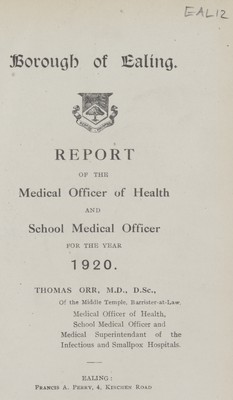 EAL12
Borough of Ealing.
REPORT
OF THE
Medical Officer of Health
AND
School Medical Officer
FOR THE YEAR
1920.
THOMAS ORR, M.D., D.Sc.,
Of the Middle Temple, Barrister-at-Law.
Medical Officer of Health,
School Medical Officer and
Medical Superintendent of the
Infectious and Smallpox Hospitals.
EALING:
FRANCIS A. PERRY, 4, KINGHEN ROAD